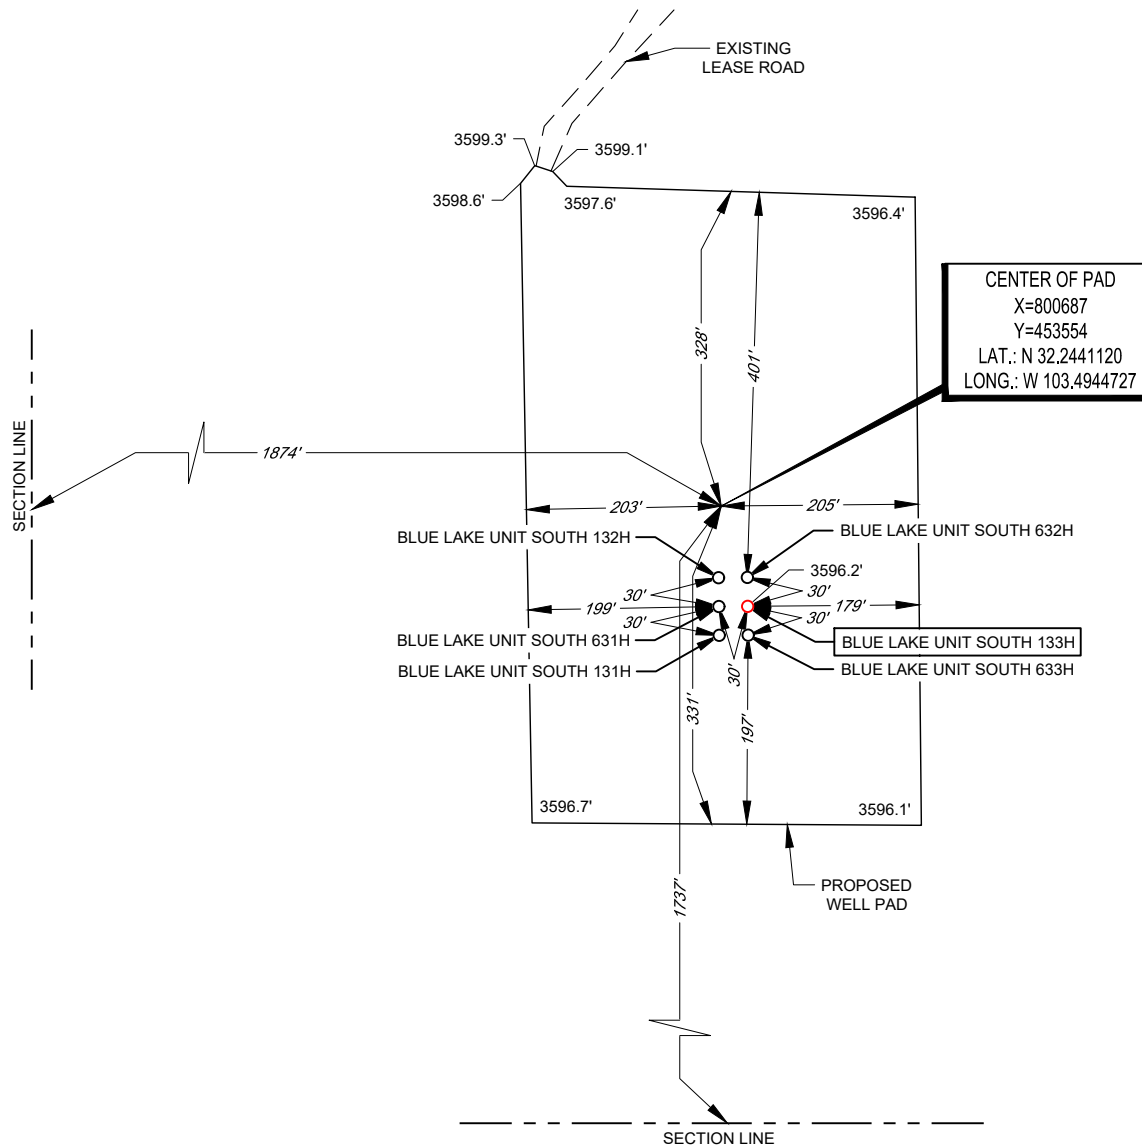 EXISTING
LEASE ROAD
3599.3'
3599.1'
3598.6'
3597.6'
3596.4'
CENTER OF PAD
X=800687
Y=453554
LAT.: N 32.2441120
LONG.: W 103.4944727
328'
401'
SECTION LINE
1874'
203'
205'
BLUE LAKE UNIT SOUTH 132H
BLUE LAKE UNIT SOUTH 632H
3596.2'
30'
30'
199'
179'
30'
30'
BLUE LAKE UNIT SOUTH 631H
BLUE LAKE UNIT SOUTH 133H
BLUE LAKE UNIT SOUTH 131H
BLUE LAKE UNIT SOUTH 633H
30'
331'
197'
3596.7'
3596.1'
PROPOSED
WELL PAD
1737'
SECTION LINE